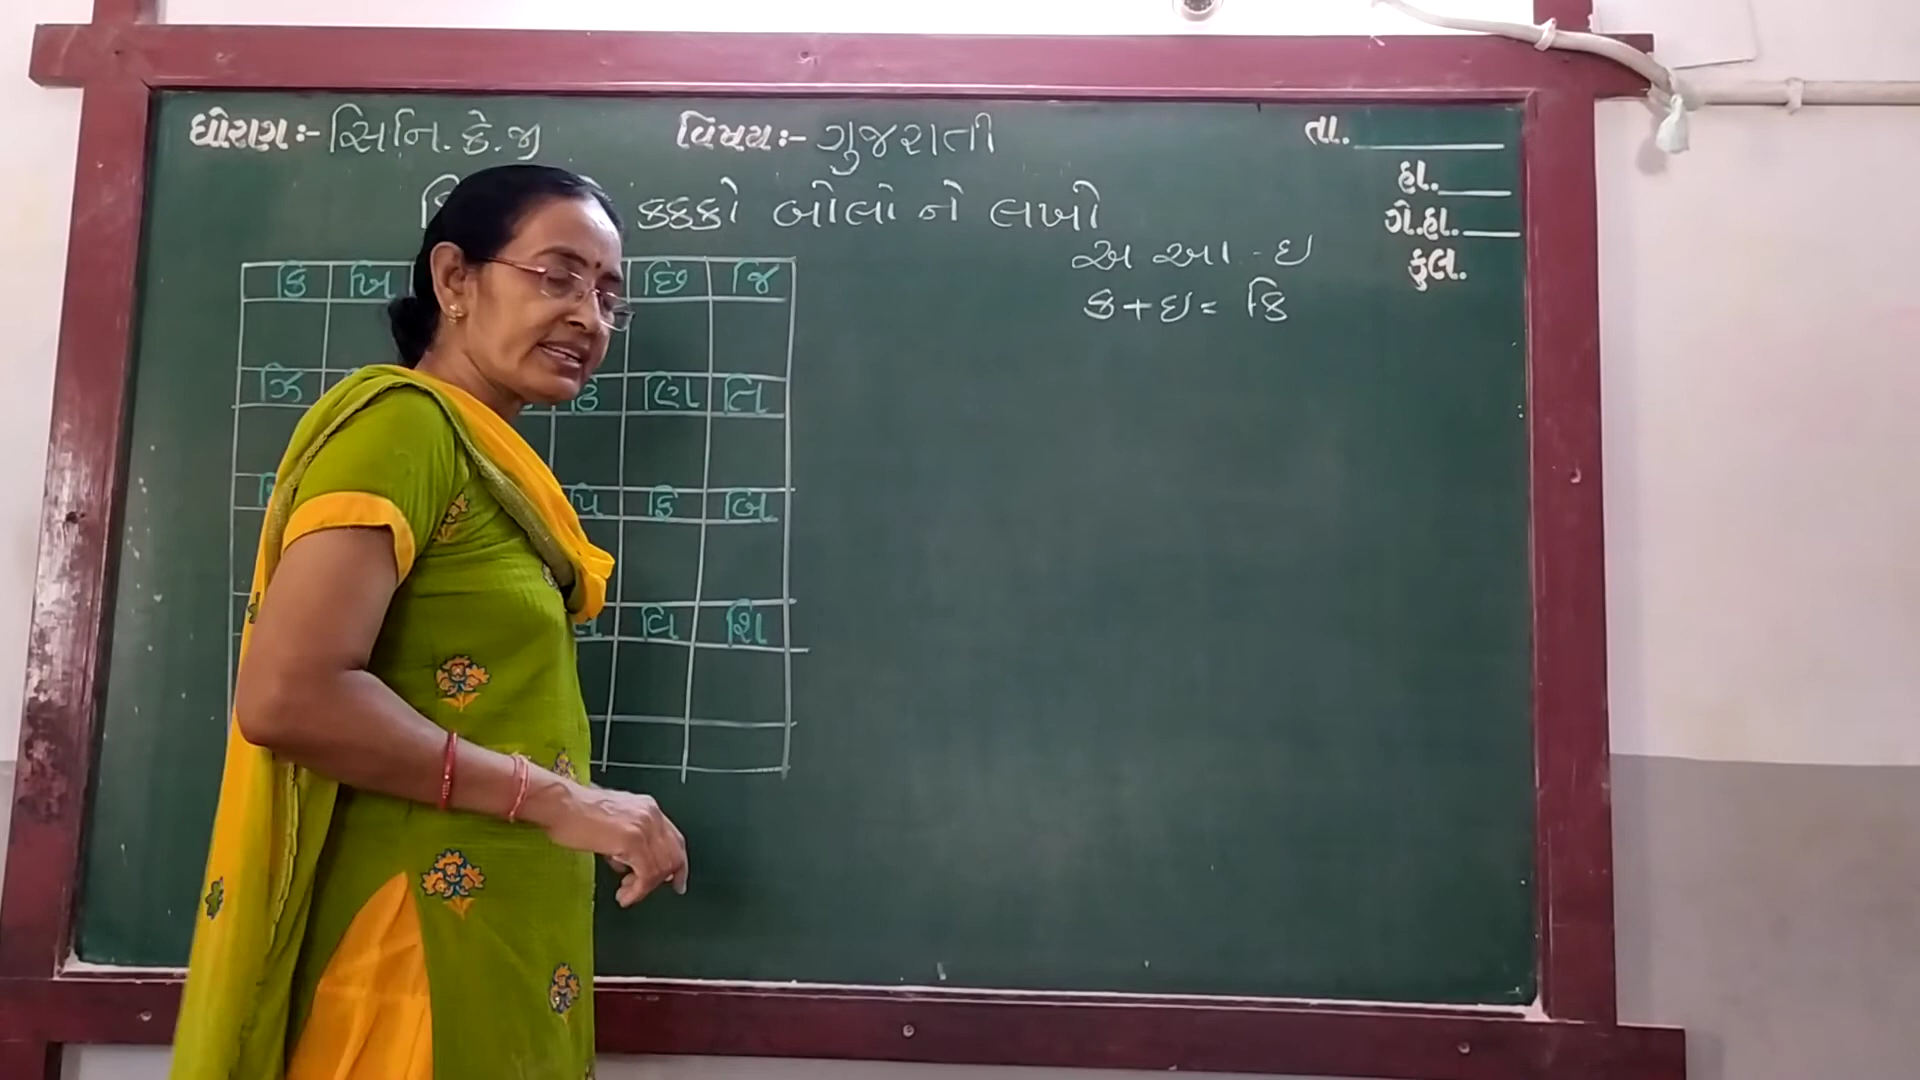 ધોરણ :- સિનિ. કે. જી વિષય :- ગુજરાતી તા.
હા.
કક્કો બોલો ને લખો ગે.હા.
અ આ - ઇ કુલ.
ક + ઇ = કિ
કિ ખિ છિ જિ
ઝિ ઢિ ણિ તિ
પિ ફિ બિ
વિ શિ